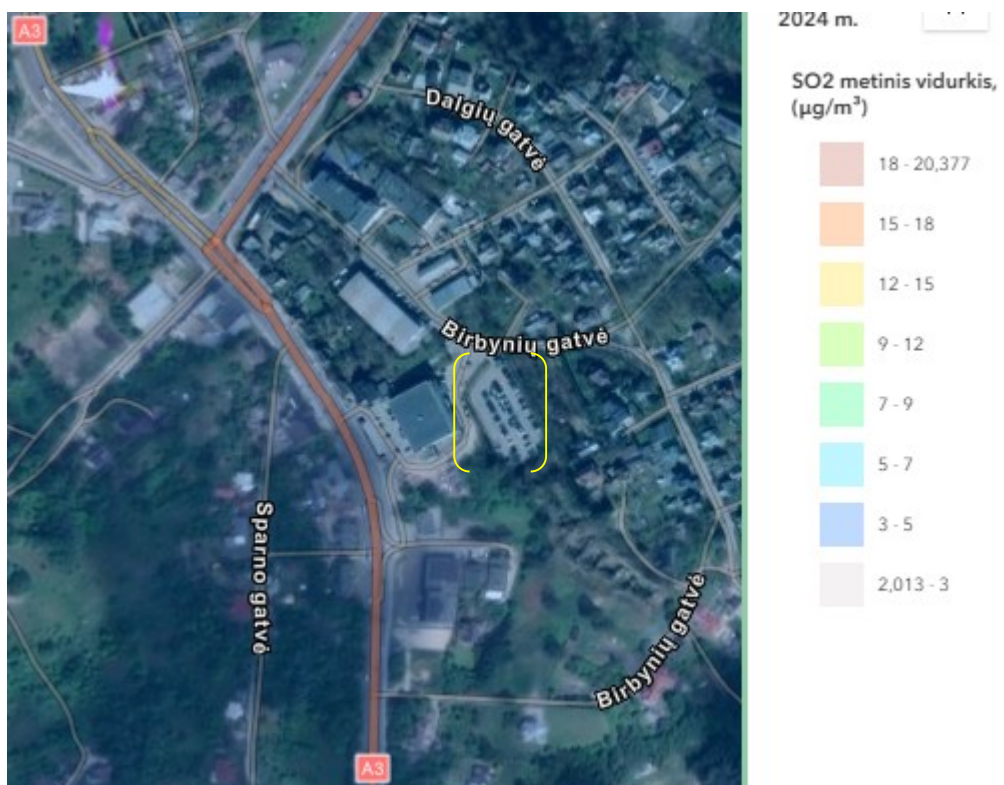 A3
Dalgių gatvė
Birbynių gatvė
Sparno gatvė
Birbynių gatvė
A3
2024 m.
SO2 metinis vidurkis,
(µg/m³)
18 - 20,377
15 - 18
12 - 15
9 - 12
7 - 9
5 - 7
3 - 5
2,013 - 3